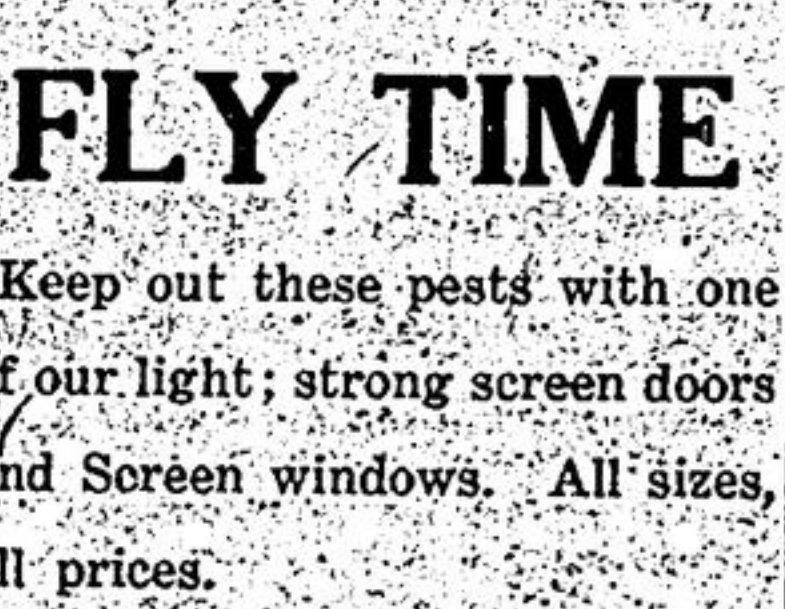 FLY TIME
Keep out these pests with one
f our light; strong screen doors
nd Screen windows. All sizes,
ll prices.